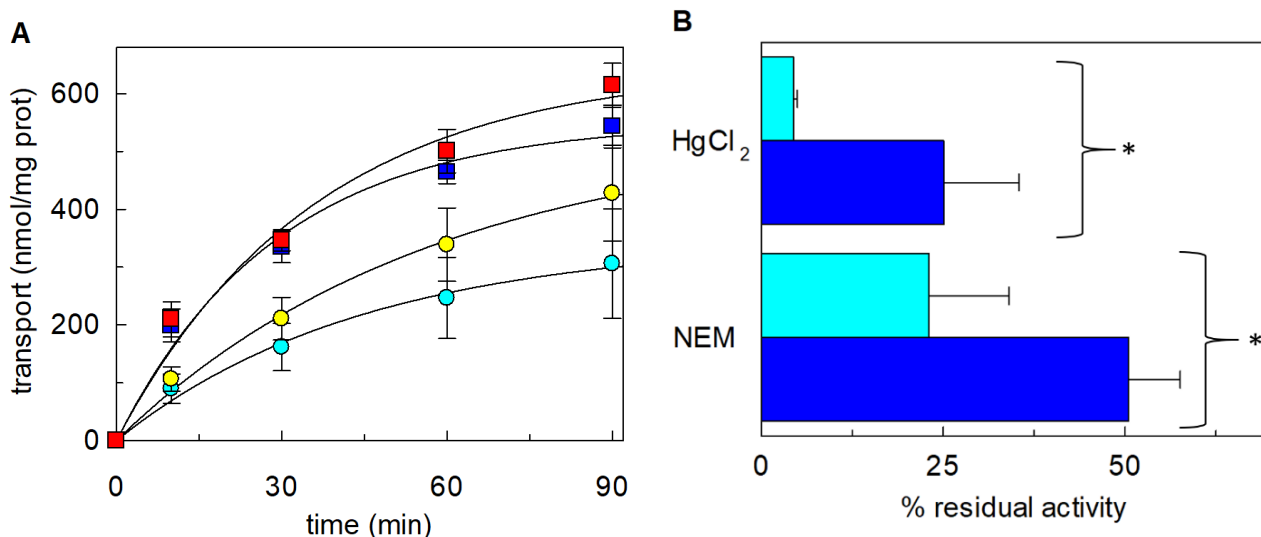 A
transport (nmol/mg prot)
600
400
200
0
0 30 60 90
time (min)
B
HgCl₂
*
NEM
*
0 25 50
% residual activity